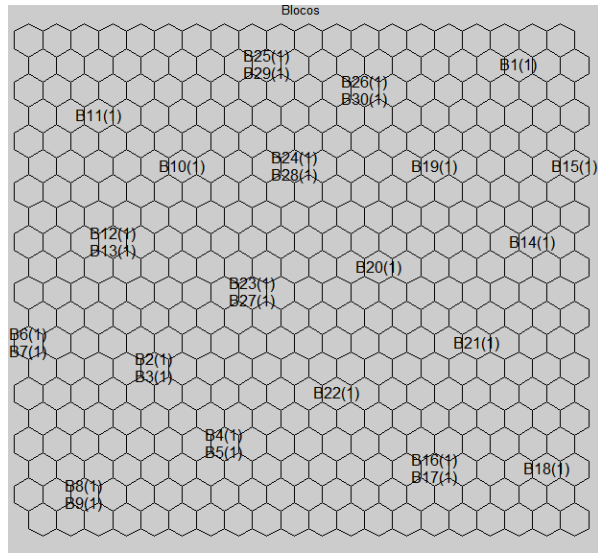 Blocos
B25(1)
B29(1)
B1(1)
B26(1)
B30(1)
B11(1)
B24(1)
B28(1)
B10(1)
B19(1)
B15(1)
B12(1)
B13(1)
B14(1)
B20(1)
B23(1)
B27(1)
B6(1)
B7(1)
B21(1)
B2(1)
B3(1)
B22(1)
B4(1)
B5(1)
B16(1)
B17(1)
B18(1)
B8(1)
B9(1)